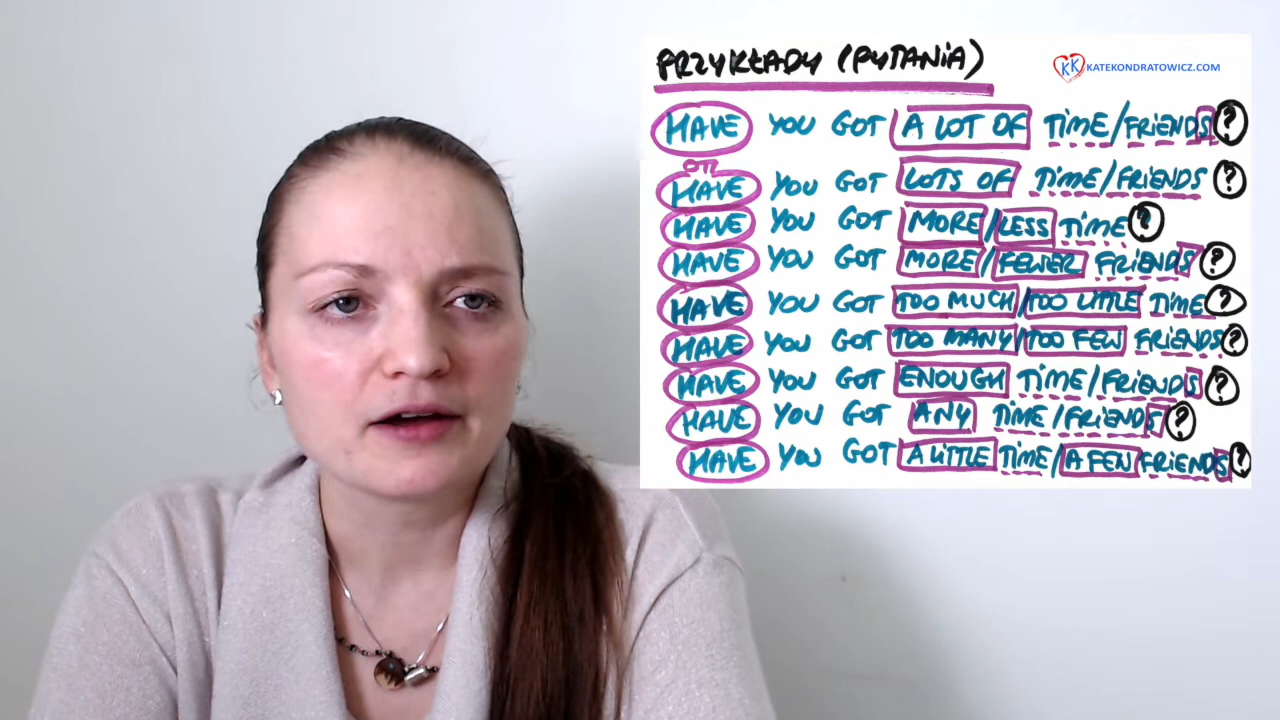 PRZYKŁADY (PYTANIA)
KK KATEKONDRATOWICZ.COM
HAVE YOU GOT A LOT OF TIME/FRIENDS?
HAVE YOU GOT LOTS OF TIME/FRIENDS?
HAVE YOU GOT MORE/LESS TIME?
HAVE YOU GOT MORE/FEWER FRIENDS?
HAVE YOU GOT TOO MUCH/TOO LITTLE TIME?
HAVE YOU GOT TOO MANY/TOO FEW FRIENDS?
HAVE YOU GOT ENOUGH TIME/FRIENDS?
HAVE YOU GOT ANY TIME/FRIENDS?
HAVE YOU GOT A LITTLE TIME/A FEW FRIENDS?